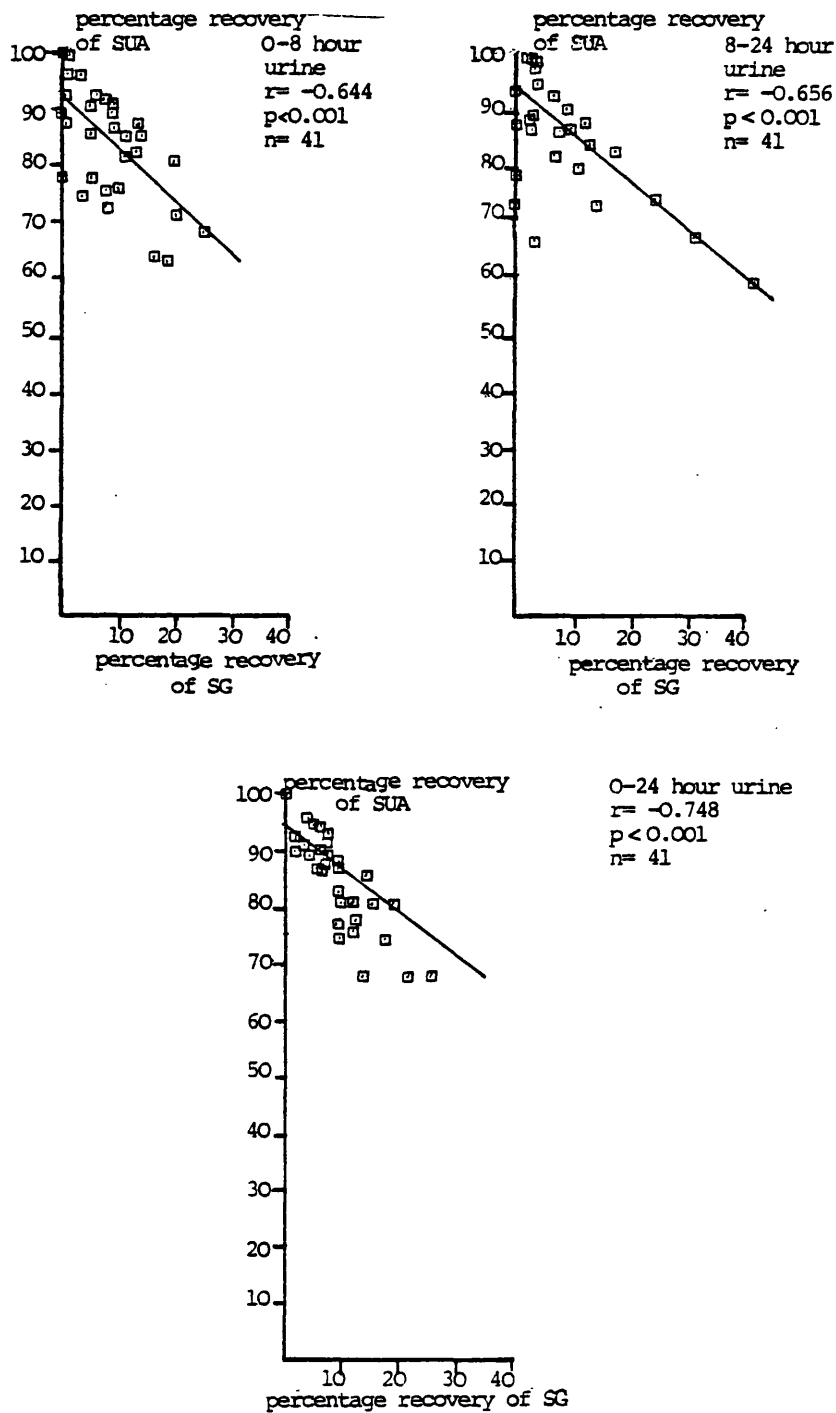 percentage recovery
of SUA
0-8 hour
urine
r= -0.644
p<0.001
n= 41
100
90
80
70
60
50
40
30
20
10
10 20 30 40
percentage recovery
of SG
percentage recovery
of SUA
8-24 hour
urine
r= -0.656
p< 0.001
n= 41
100
90
80
70
60
50
40
30
20
10
10 20 30 40
percentage recovery
of SG
percentage recovery
of SUA
0-24 hour urine
r= -0.748
p< 0.001
n= 41
100
90
80
70
60
50
40
30
20
10
10 20 30 40
percentage recovery of SG